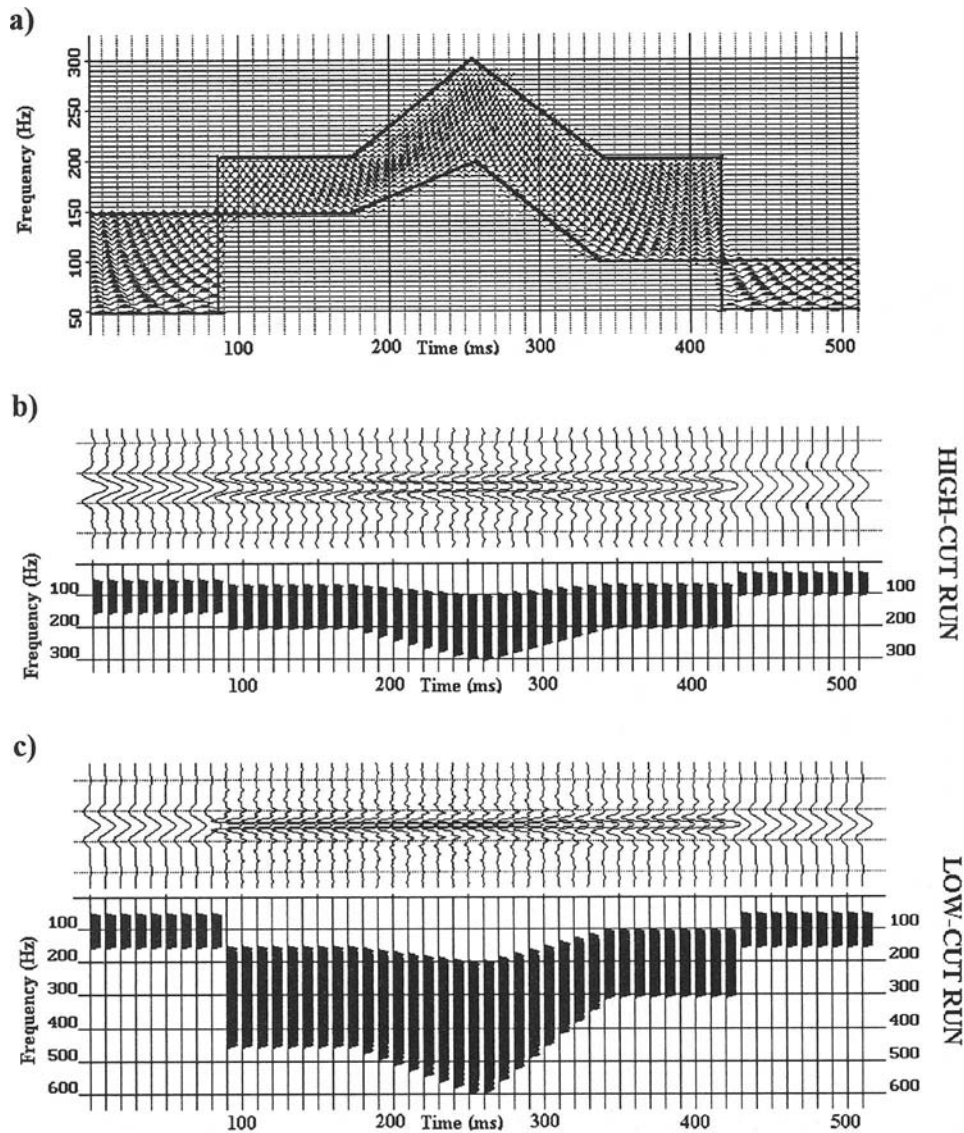 a)
300
250
200
150
100
50
Frequency (Hz)
100 200 Time (ms) 300 400 500
b)
HIGH-CUT RUN
Frequency (Hz)
100 100
200 200
300 300
100 200 Time (ms) 300 400 500
c)
LOW-CUT RUN
Frequency (Hz)
100 100
200 200
300 300
400 400
500 500
600 600
100 200 Time (ms) 300 400 500